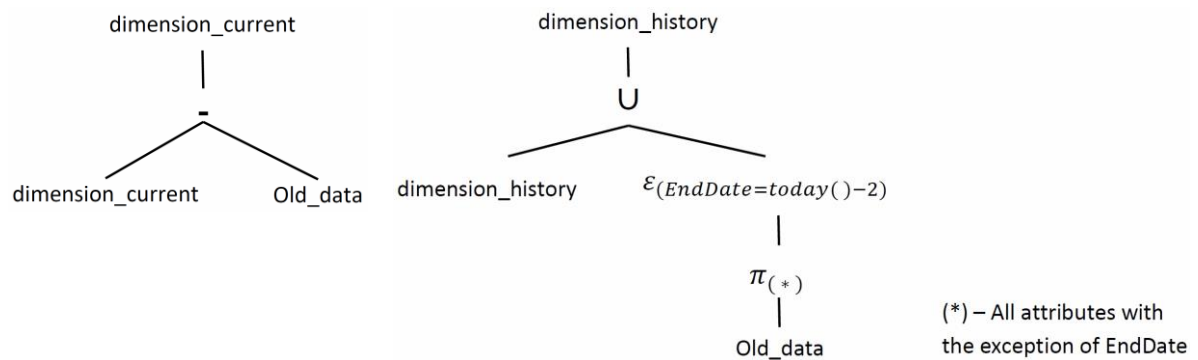 dimension_current
-
dimension_current
Old_data
dimension_history
∪
dimension_history
ε(EndDate=today()−2)
π(*)
Old_data
(*) – All attributes with
the exception of EndDate